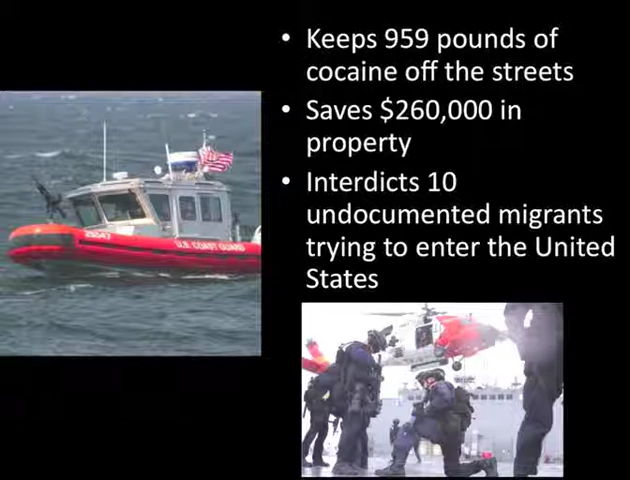 • Keeps 959 pounds of
cocaine off the streets
• Saves $260,000 in
property
• Interdicts 10
undocumented migrants
trying to enter the United
States
U.S. COAST GUARD